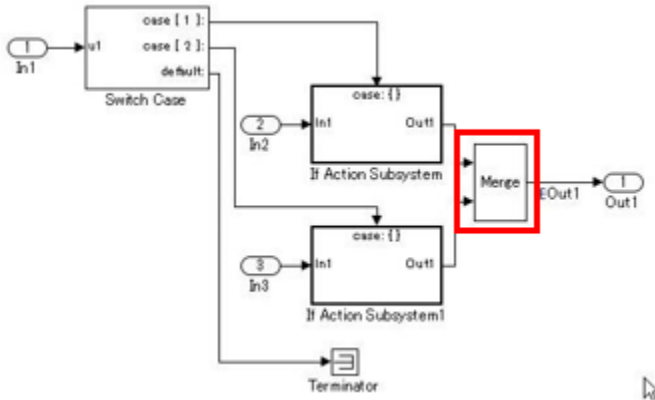 case [ 1 ]:
1
u1
case [ 2 ]:
In1
default:
Switch Case
case: {}
2
In1
Out1
In2
If Action Subsystem
Merge
1
EOut1
Out1
case: {}
3
In1
Out1
In3
If Action Subsystem1
Terminator